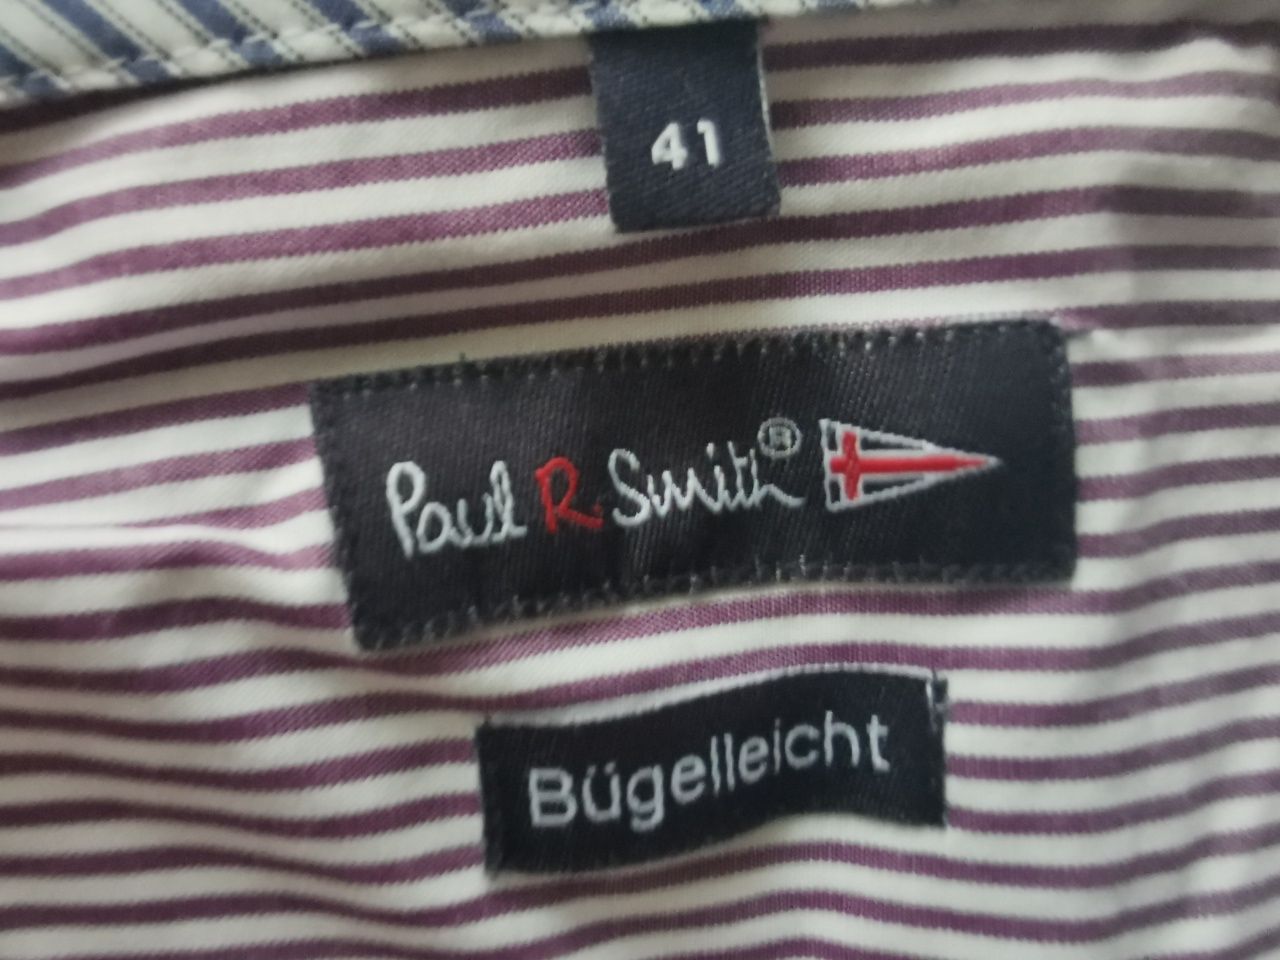 41
Paul R. Smith®
Bügelleicht